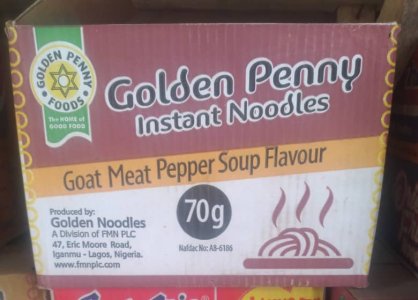 GOLDEN PENNY
FOODS
The HOME of
GOOD FOOD
Golden Penny
Instant Noodles
Goat Meat Pepper Soup Flavour
Produced by:
Golden Noodles
A Division of FMN PLC
47, Eric Moore Road,
Iganmu - Lagos, Nigeria.
www.fmnplc.com
70g
Nafdac No: A8-6186